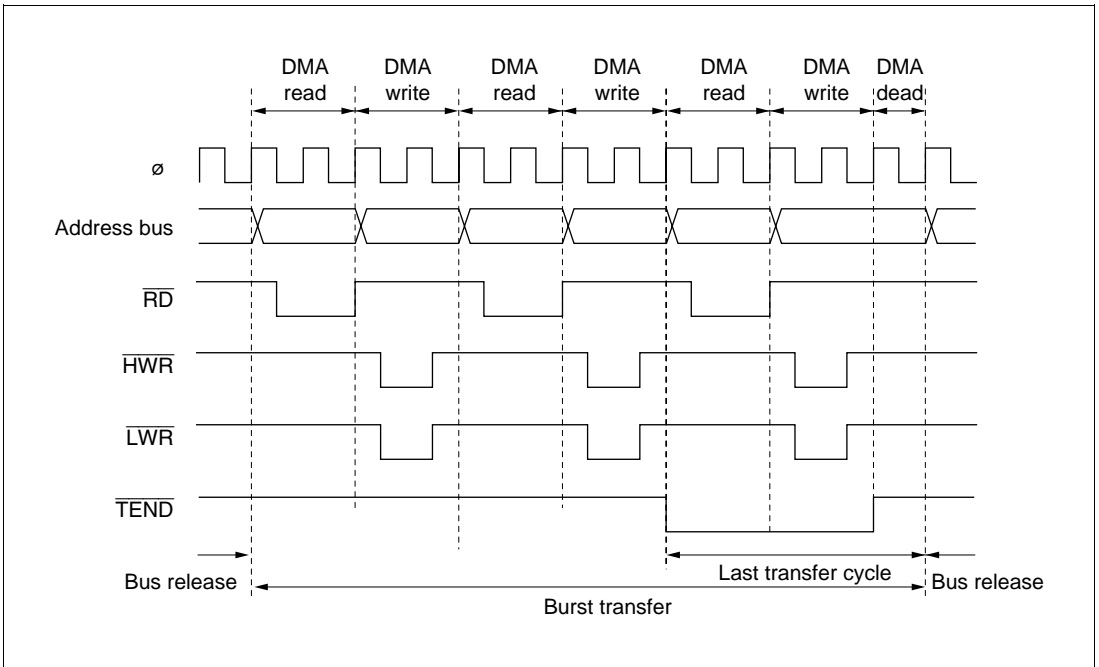 DMA read
DMA write
DMA read
DMA write
DMA read
DMA write
DMA dead
ø
Address bus
RD
HWR
LWR
TEND
Bus release
Last transfer cycle
Bus release
Burst transfer